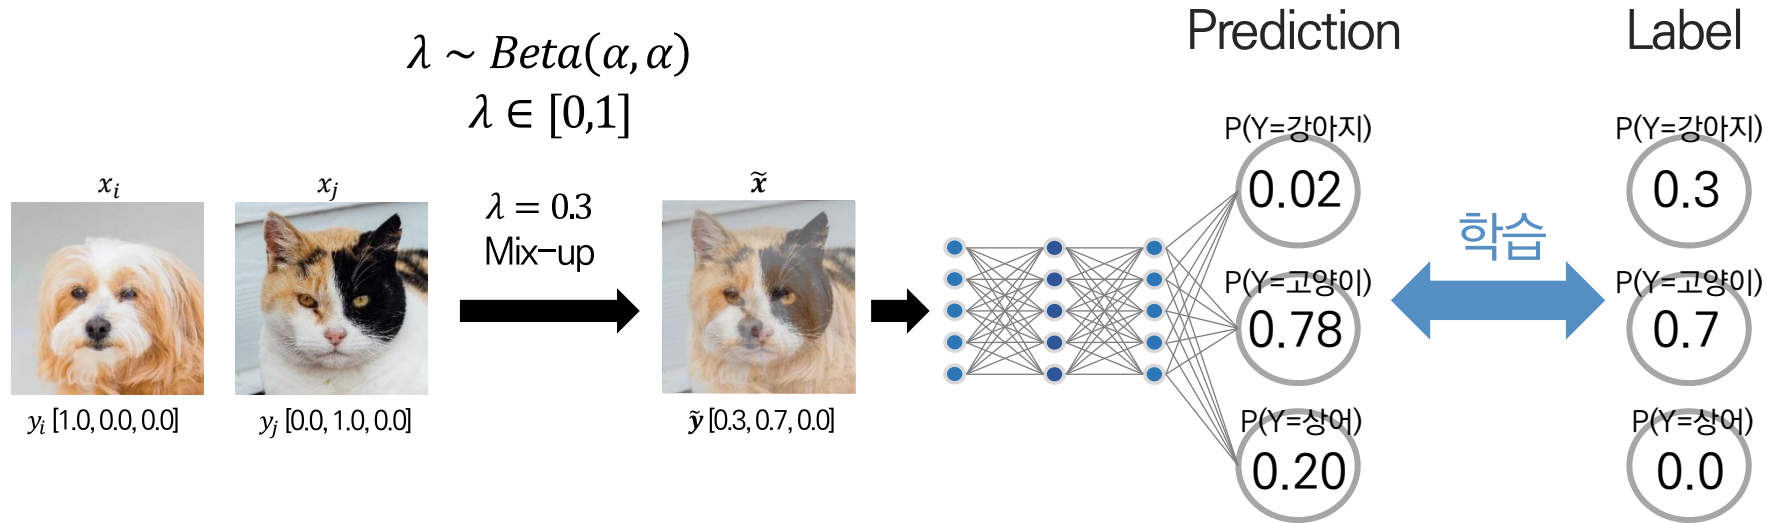 λ ~ Beta(α, α)
λ ∈ [0,1]
Prediction
Label
x_i
x_j
λ = 0.3
Mix-up
x̃
y_i [1.0, 0.0, 0.0]
y_j [0.0, 1.0, 0.0]
ỹ [0.3, 0.7, 0.0]
P(Y=강아지)
0.02
P(Y=고양이)
0.78
P(Y=상어)
0.20
학습
P(Y=강아지)
0.3
P(Y=고양이)
0.7
P(Y=상어)
0.0